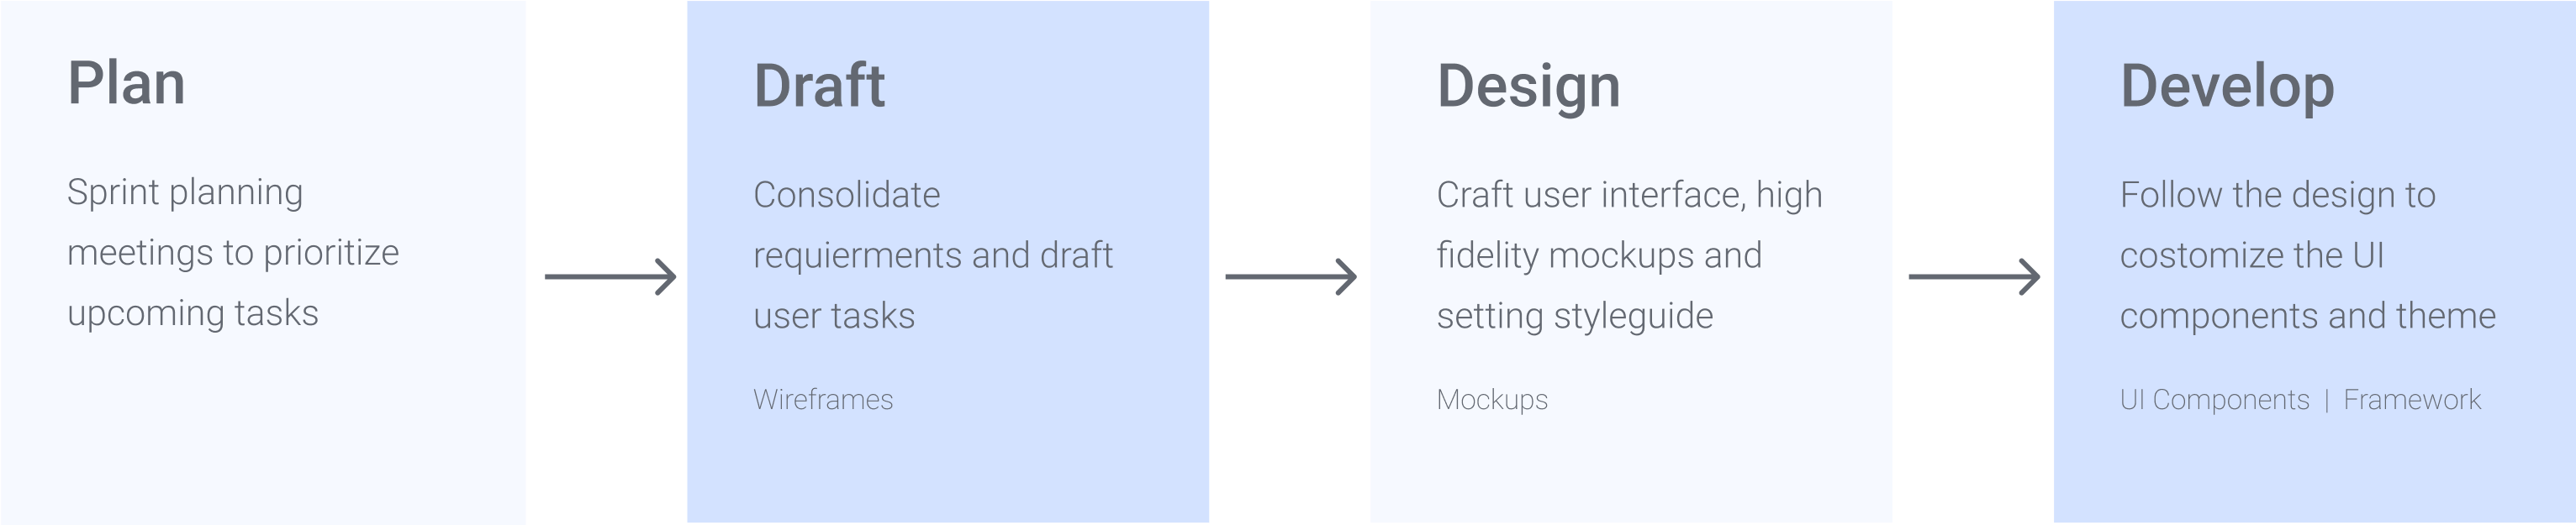 Plan
Sprint planning
meetings to prioritize
upcoming tasks
Draft
Consolidate
requierments and draft
user tasks
Wireframes
Design
Craft user interface, high
fidelity mockups and
setting styleguide
Mockups
Develop
Follow the design to
costomize the UI
components and theme
UI Components | Framework